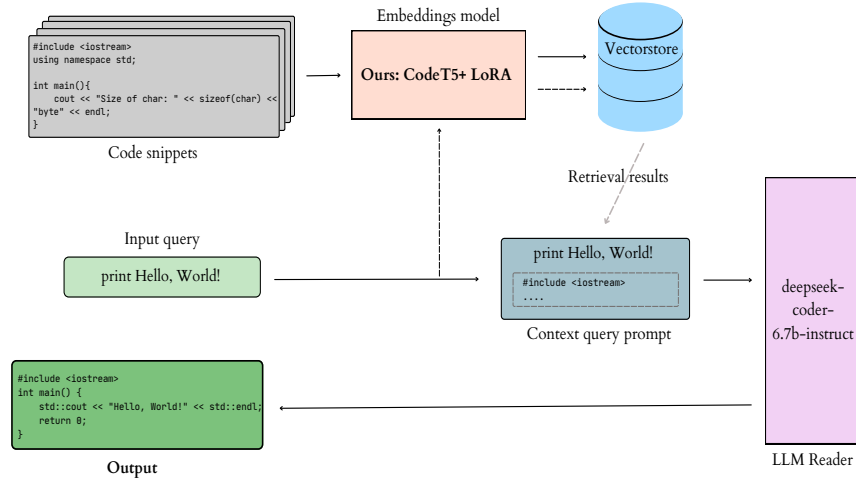 Embeddings model
#include <iostream>
using namespace std;
int main(){
cout << "Size of char: " << sizeof(char) <<
"byte" << endl;
}
Code snippets
Ours: CodeT5+ LoRA
Vectorstore
Retrieval results
Input query
print Hello, World!
print Hello, World!
#include <iostream>
....
Context query prompt
deepseek-
coder-
6.7b-instruct
LLM Reader
#include <iostream>
int main() {
std::cout << "Hello, World!" << std::endl;
return 0;
}
Output